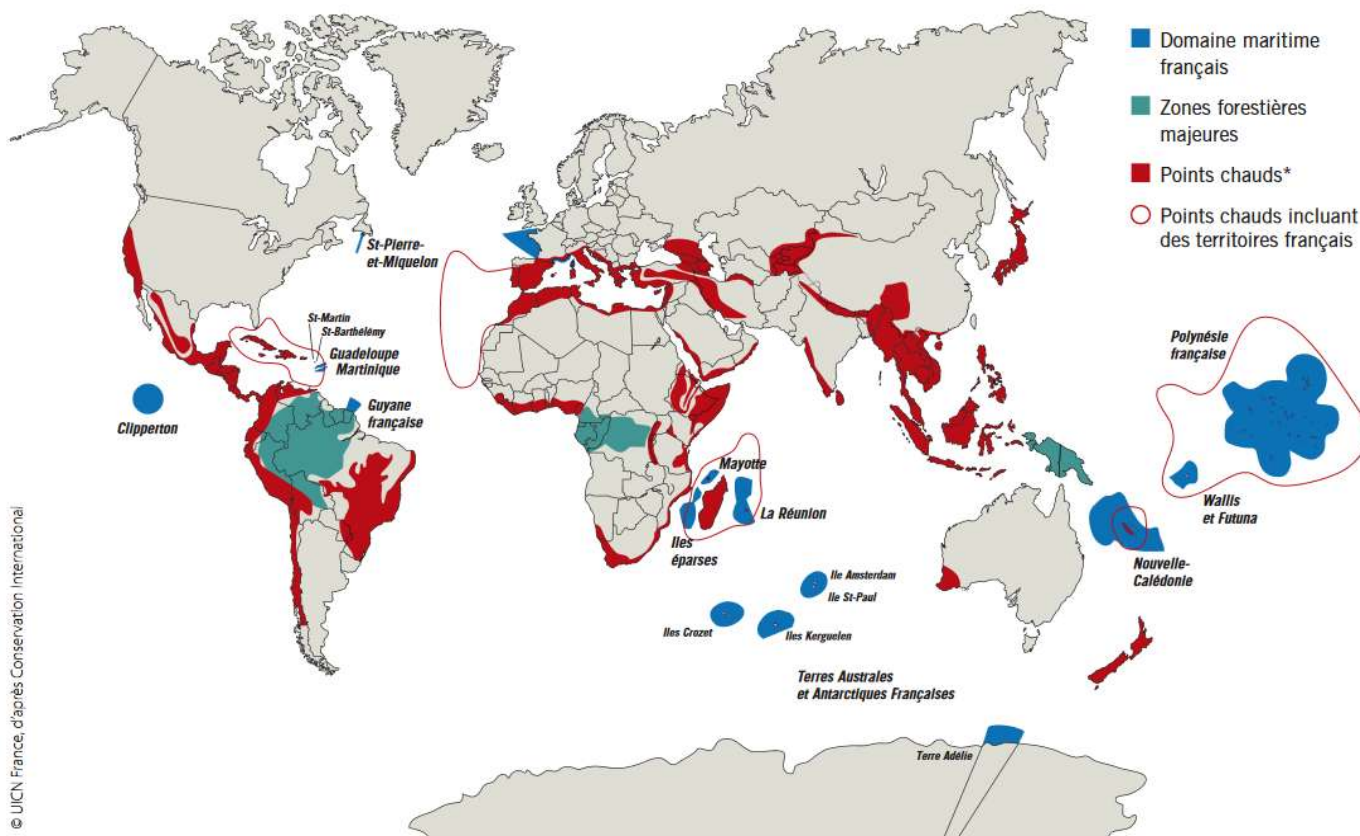 Domaine maritime
français
Zones forestières
majeures
Points chauds*
Points chauds incluant
des territoires français
St-Pierre-
et-Miquelon
St-Martin
St-Barthélémy
Guadeloupe
Martinique
Clipperton
Guyane
française
Polynésie
française
Wallis
et Futuna
Mayotte
La Réunion
Iles
éparses
Nouvelle-
Calédonie
Ile Amsterdam
Ile St-Paul
Iles Crozet
Iles Kerguelen
Terres Australes
et Antarctiques Françaises
Terre Adélie
© UICN France, d'après Conservation International